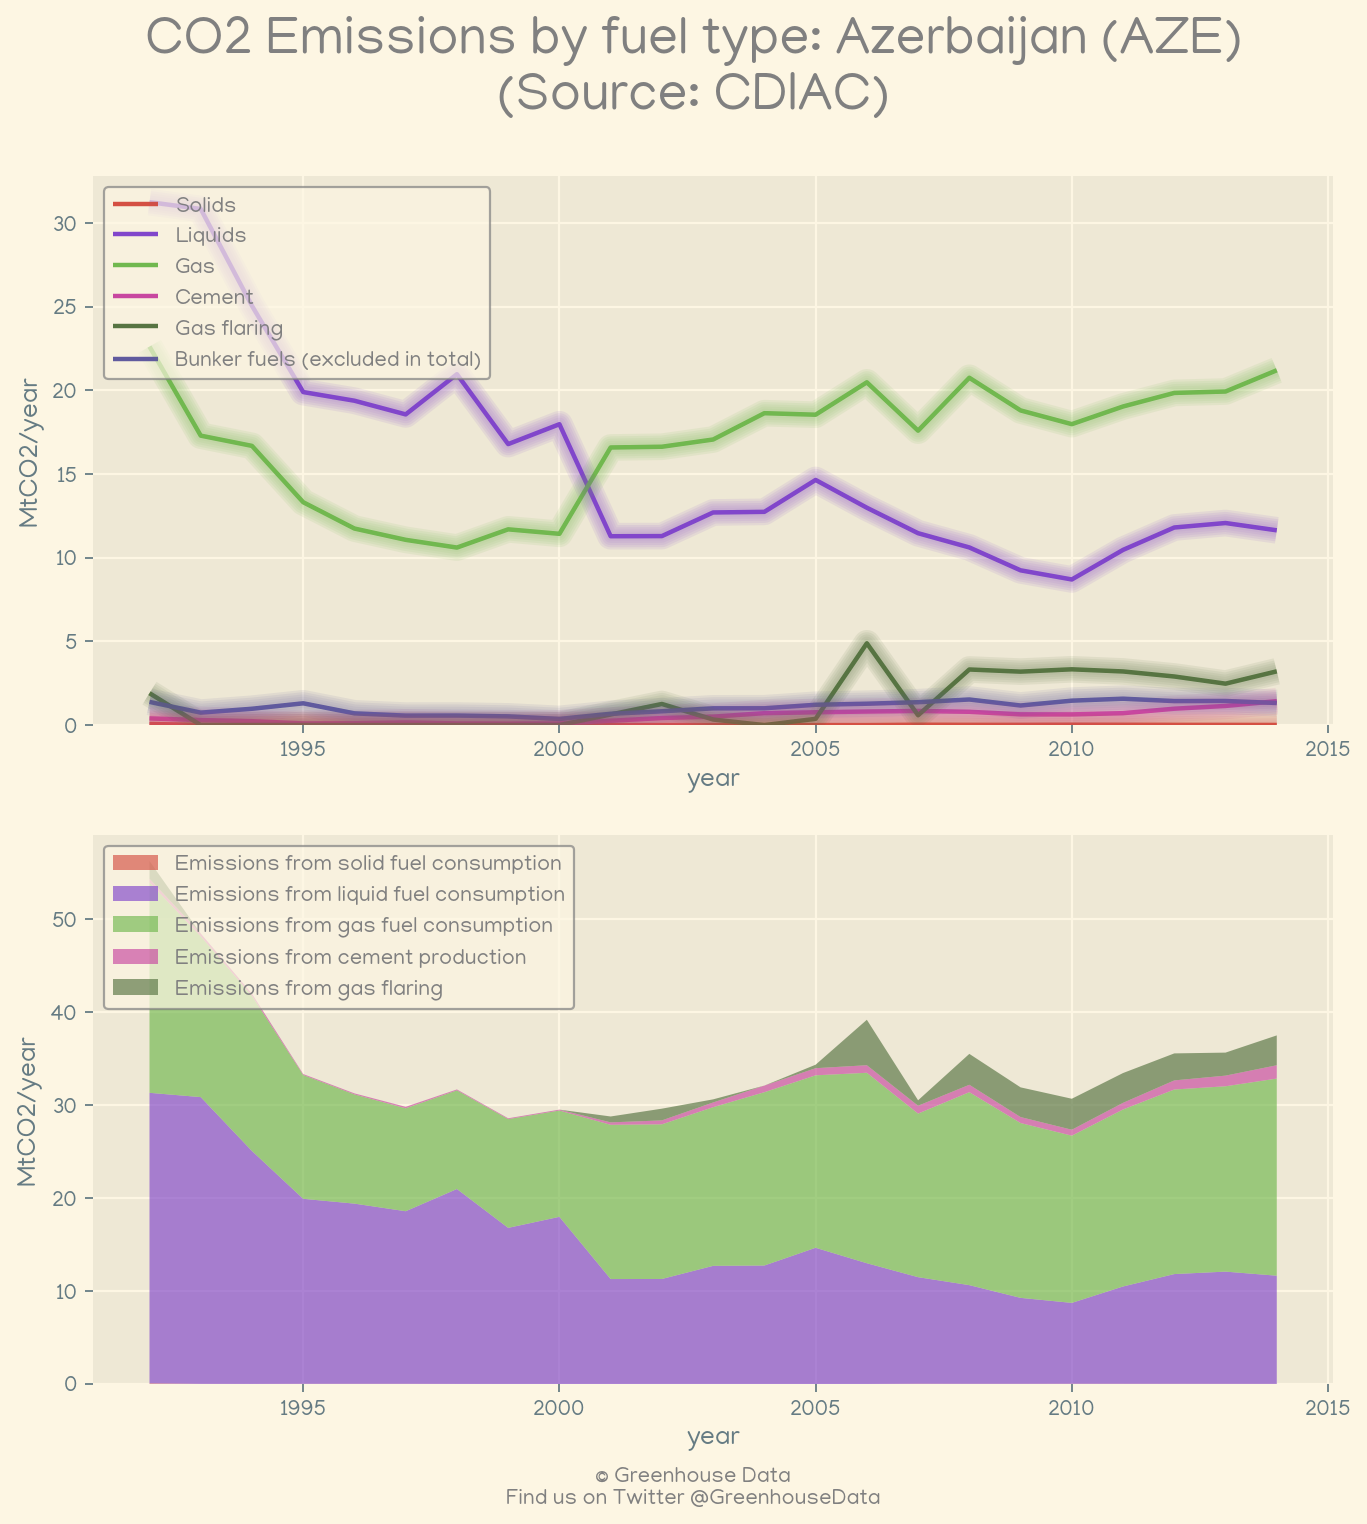 CO2 Emissions by fuel type: Azerbaijan (AZE)
(Source: CDIAC)
Solids
Liquids
Gas
Cement
Gas flaring
Bunker fuels (excluded in total)
30
25
20
15
10
5
0
MtCO2/year
1995
2000
2005
2010
2015
year
Emissions from solid fuel consumption
Emissions from liquid fuel consumption
Emissions from gas fuel consumption
Emissions from cement production
Emissions from gas flaring
50
40
30
20
10
0
MtCO2/year
1995
2000
2005
2010
2015
year
© Greenhouse Data
Find us on Twitter @GreenhouseData